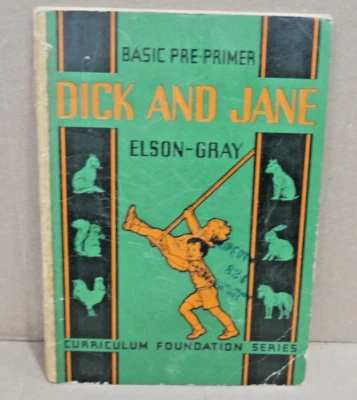 BASIC PRE-PRIMER
DICK AND JANE
ELSON-GRAY
CURRICULUM FOUNDATION SERIES